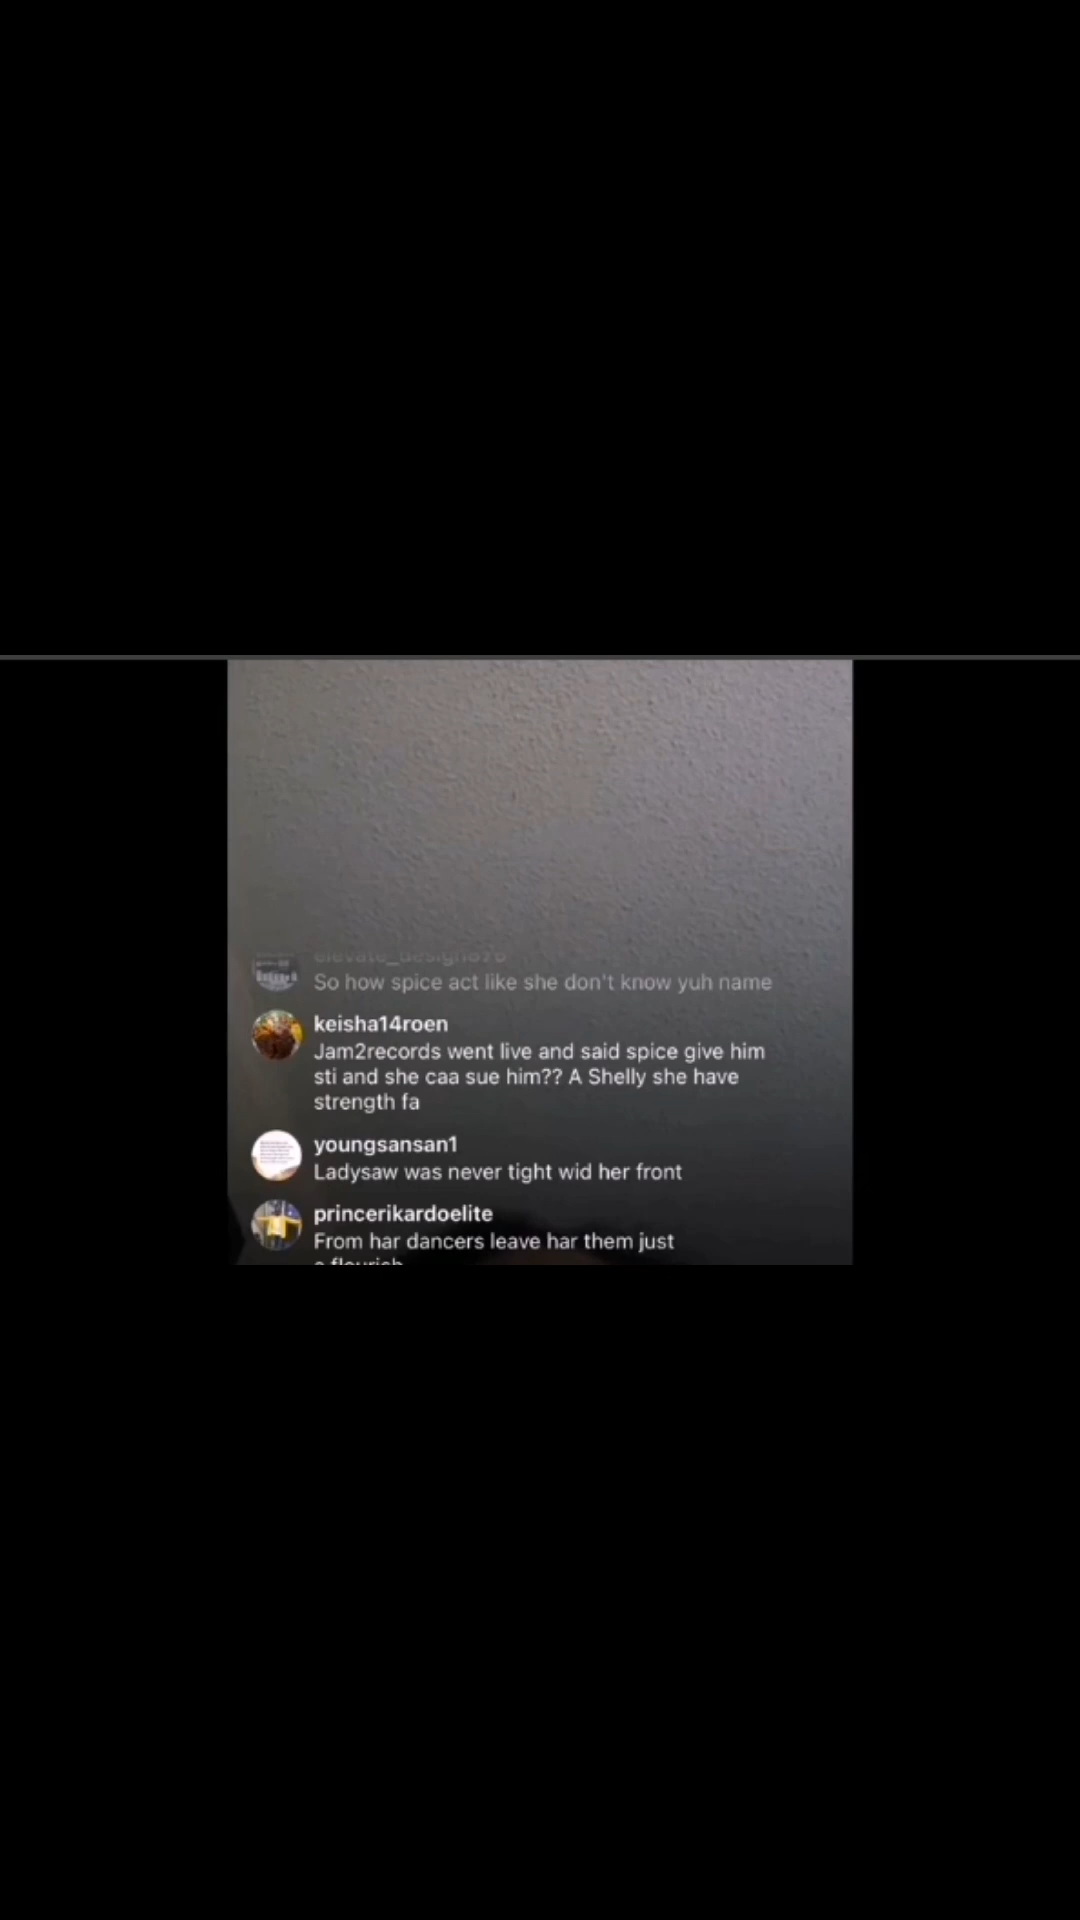 So how spice act like she don't know yuh name
keisha14roen
Jam2records went live and said spice give him
sti and she caa sue him?? A Shelly she have
strength fa
youngsansan1
Ladysaw was never tight wid her front
princerikardoelite
From har dancers leave har them just
a flourish